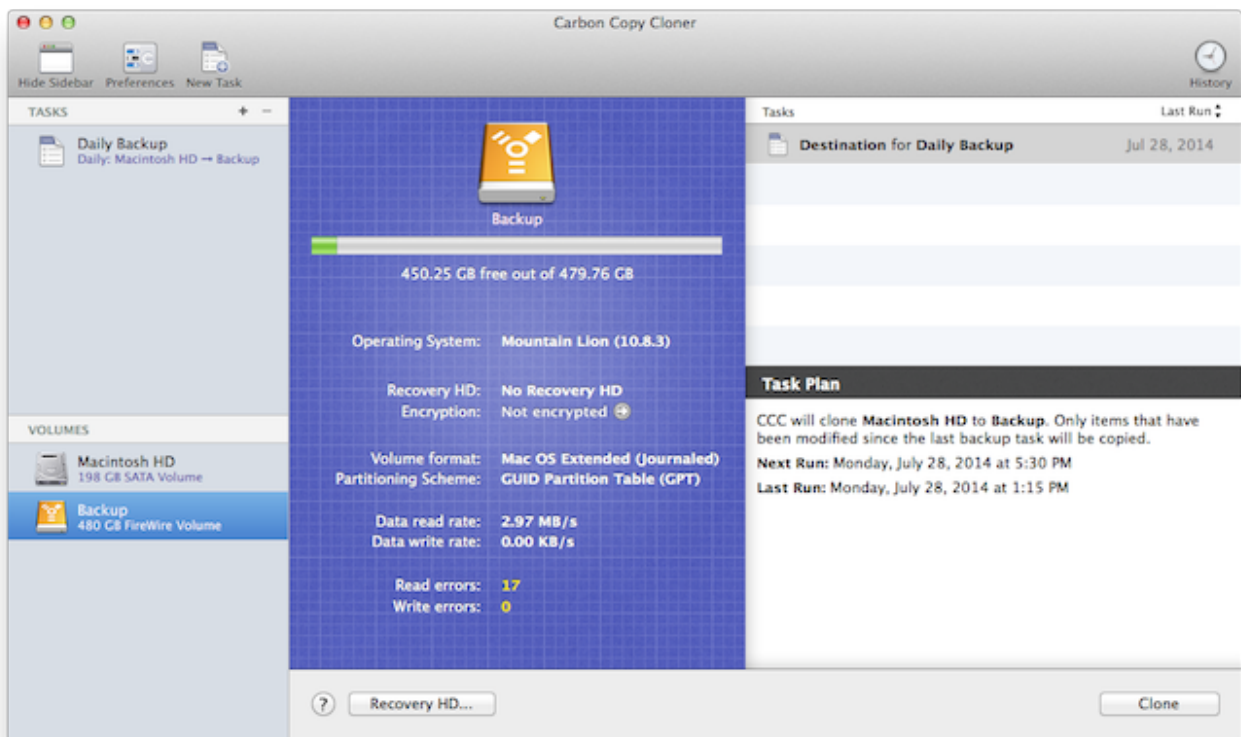 Carbon Copy Cloner
Hide Sidebar Preferences New Task
History
TASKS + −
Daily Backup
Daily: Macintosh HD → Backup
VOLUMES
Macintosh HD
198 GB SATA Volume
Backup
480 GB FireWire Volume
Backup
450.25 GB free out of 479.76 GB
Operating System: Mountain Lion (10.8.3)
Recovery HD: No Recovery HD
Encryption: Not encrypted
Volume format: Mac OS Extended (Journaled)
Partitioning Scheme: GUID Partition Table (GPT)
Data read rate: 2.97 MB/s
Data write rate: 0.00 KB/s
Read errors: 17
Write errors: 0
Tasks Last Run
Destination for Daily Backup Jul 28, 2014
Task Plan
CCC will clone Macintosh HD to Backup. Only items that have
been modified since the last backup task will be copied.
Next Run: Monday, July 28, 2014 at 5:30 PM
Last Run: Monday, July 28, 2014 at 1:15 PM
? Recovery HD... Clone